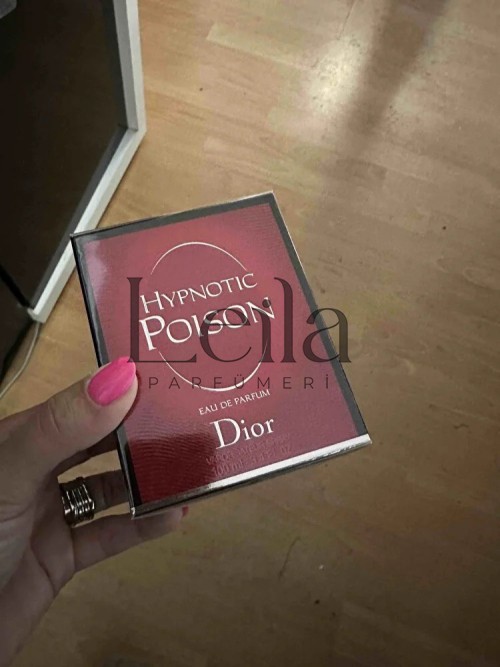 HYPNOTIC
POISON
Leila
PARFÜMERİ
EAU DE PARFUM
Dior